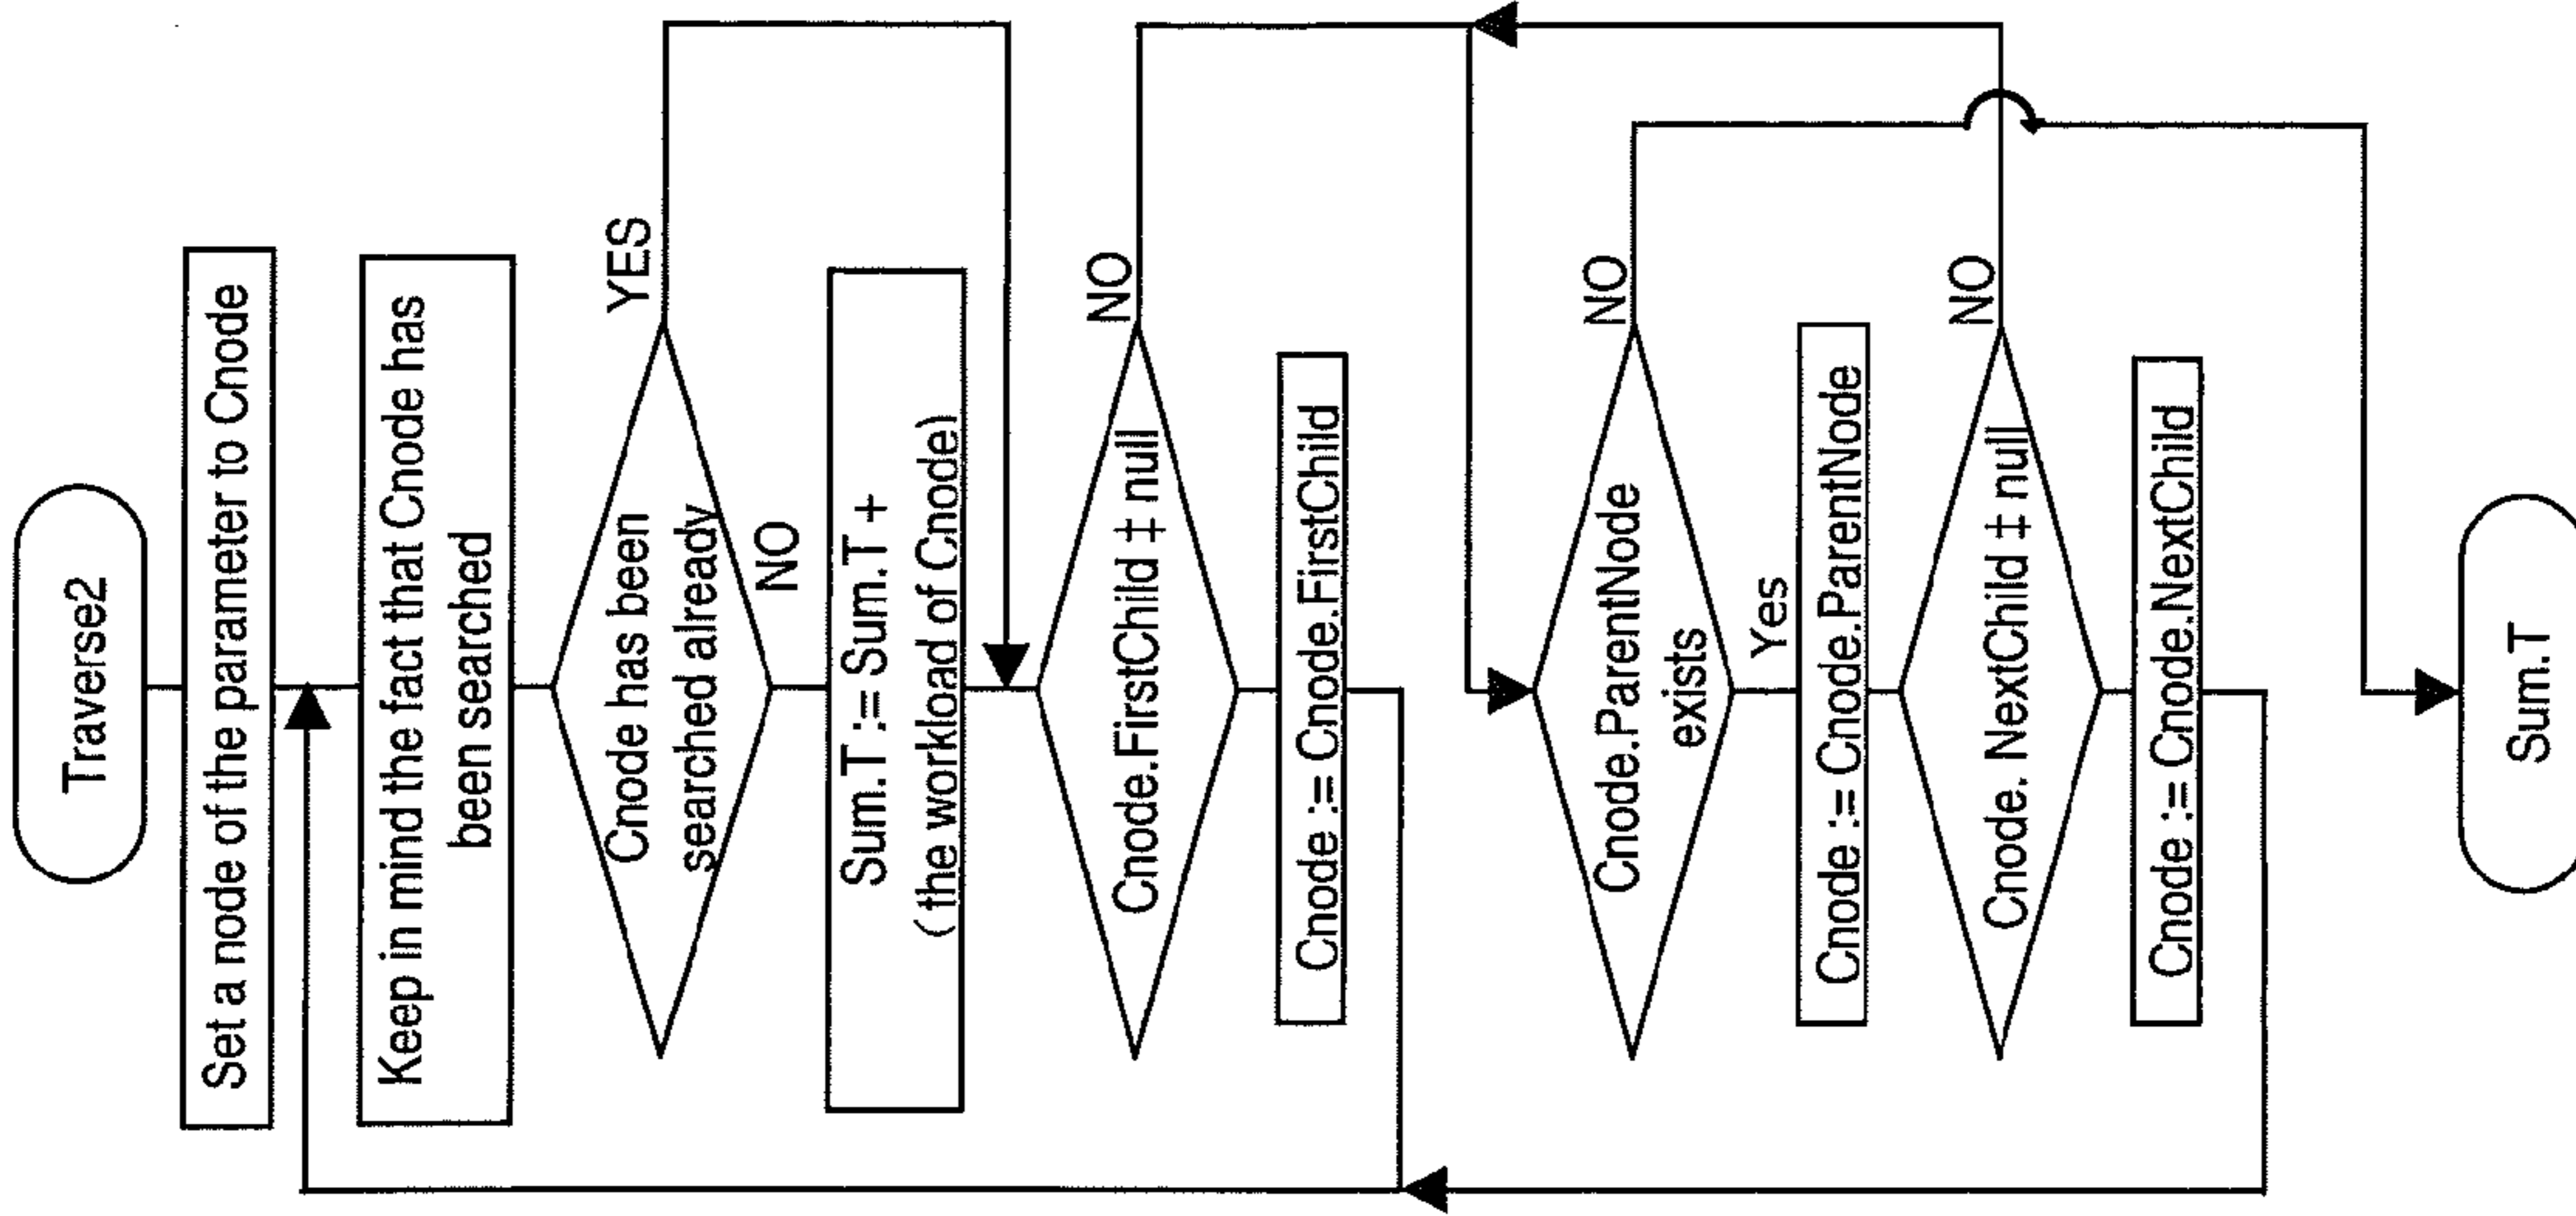 Traverse2
Set a node of the parameter to Cnode
Keep in mind the fact that Cnode has
been searched
Cnode has been
searched already
YES
NO
Sum.T := Sum.T +
(the workload of Cnode)
Cnode.FirstChild ‡ null
NO
Cnode := Cnode.FirstChild
Cnode.ParentNode
exists
NO
Yes
Cnode := Cnode.ParentNode
Cnode. NextChild ‡ null
NO
Cnode := Cnode.NextChild
Sum.T